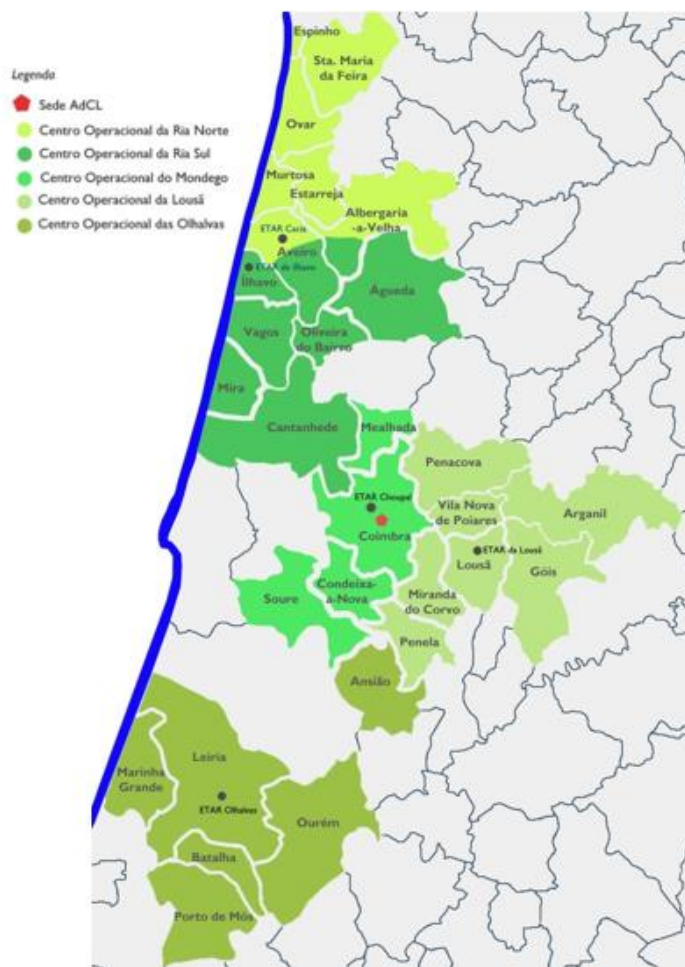 Legenda
Sede AdCL
Centro Operacional da Ria Norte
Centro Operacional da Ria Sul
Centro Operacional do Mondego
Centro Operacional da Lousã
Centro Operacional das Olhalvas
Espinho
Sta. Maria
da Feira
Ovar
Murtosa
Estarreja
Albergaria
-a-Velha
ETAR Cacia
Aveiro
ETAR de Ílhavo
Ílhavo
Águeda
Vagos
Oliveira
do Bairro
Mira
Cantanhede
Mealhada
Penacova
ETAR Choupal
Coimbra
Vila Nova
de Poiares
Arganil
ETAR da Lousã
Lousã
Góis
Condeixa-
a-Nova
Soure
Miranda
do Corvo
Penela
Ansião
Leiria
Marinha
Grande
ETAR Olhalvas
Ourém
Batalha
Porto de Mós